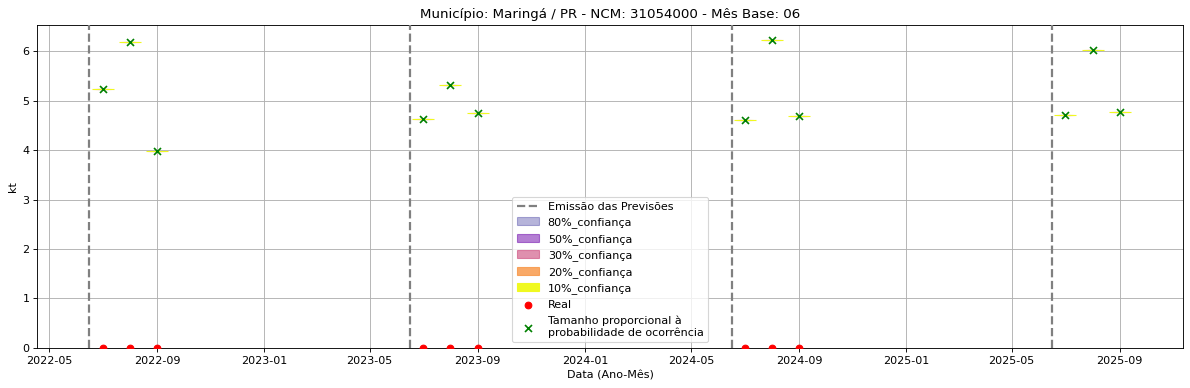 Município: Maringá / PR - NCM: 31054000 - Mês Base: 06
6
5
4
3
2
1
0
kt
Emissão das Previsões
80%_confiança
50%_confiança
30%_confiança
20%_confiança
10%_confiança
Real
Tamanho proporcional à
probabilidade de ocorrência
2022-05 2022-09 2023-01 2023-05 2023-09 2024-01 2024-05 2024-09 2025-01 2025-05 2025-09
Data (Ano-Mês)